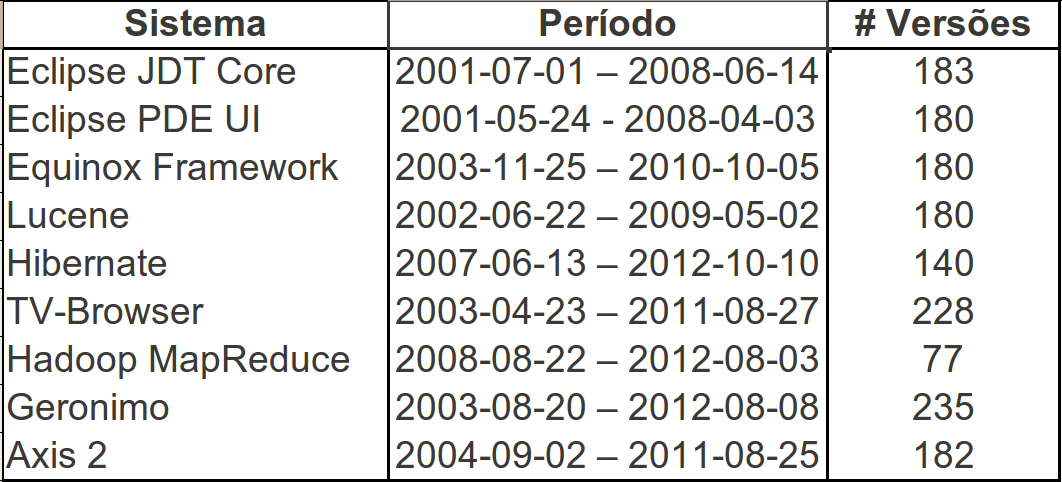 Sistema Período # Versões
Eclipse JDT Core 2001-07-01 – 2008-06-14 183
Eclipse PDE UI 2001-05-24 - 2008-04-03 180
Equinox Framework 2003-11-25 – 2010-10-05 180
Lucene 2002-06-22 – 2009-05-02 180
Hibernate 2007-06-13 – 2012-10-10 140
TV-Browser 2003-04-23 – 2011-08-27 228
Hadoop MapReduce 2008-08-22 – 2012-08-03 77
Geronimo 2003-08-20 – 2012-08-08 235
Axis 2 2004-09-02 – 2011-08-25 182